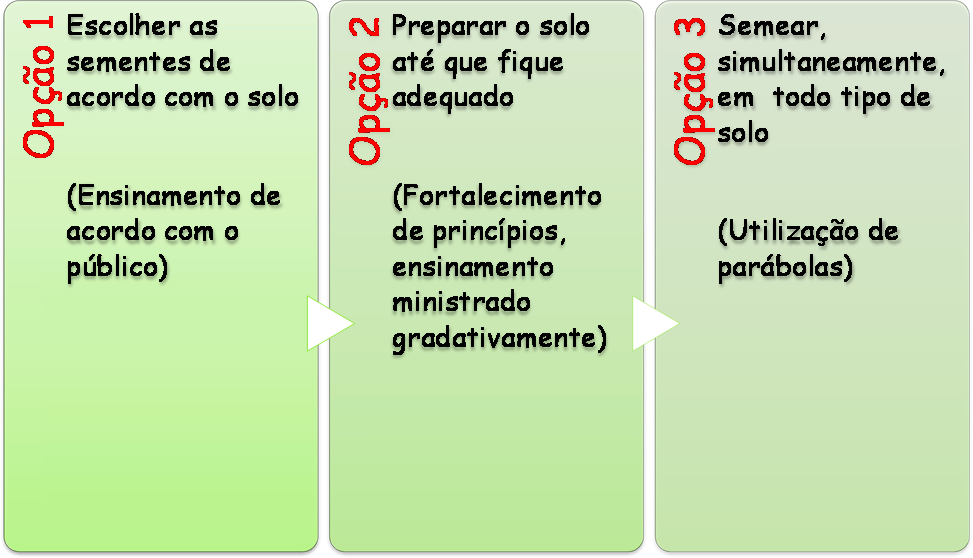 Opção 1
Escolher as
sementes de
acordo com o solo
(Ensinamento de
acordo com o
público)
Opção 2
Preparar o solo
até que fique
adequado
(Fortalecimento
de princípios,
ensinamento
ministrado
gradativamente)
Opção 3
Semear,
simultaneamente,
em todo tipo de
solo
(Utilização de
parábolas)